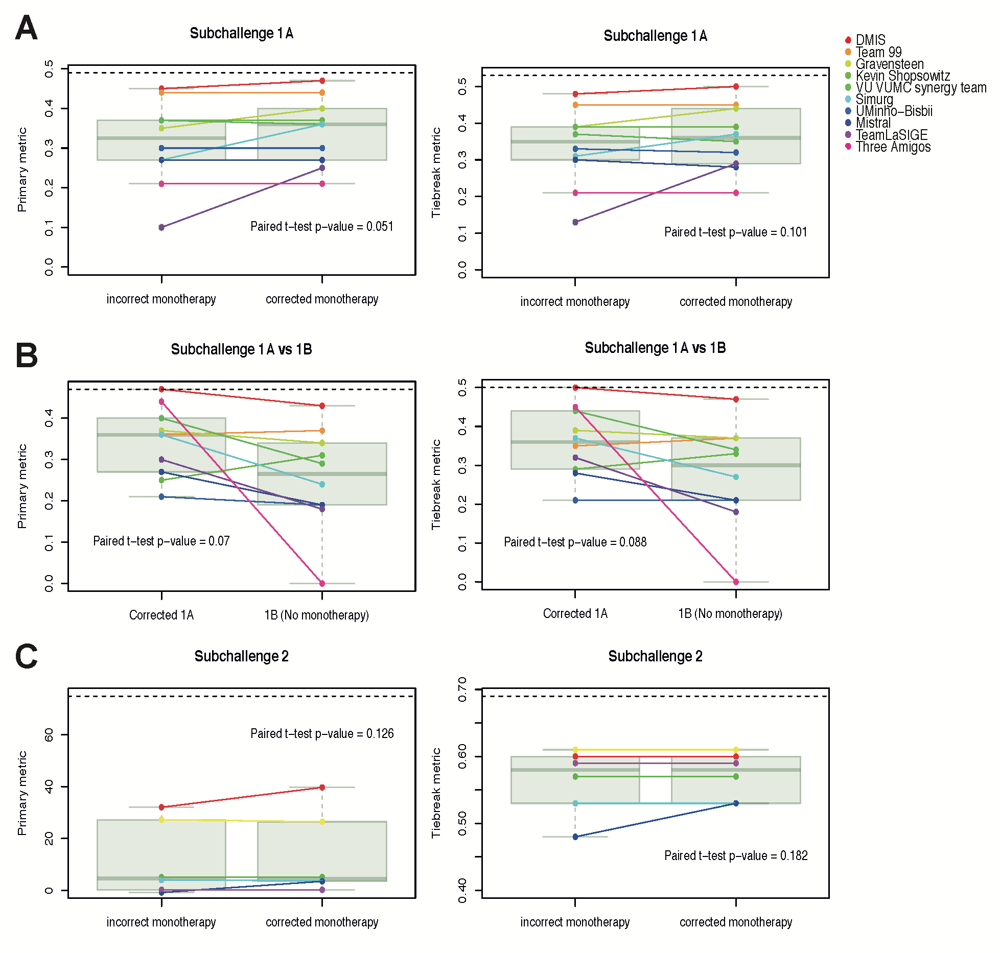 A
Subchallenge 1A
Primary metric
0.5
0.4
0.3
0.2
0.1
0.0
Paired t-test p-value = 0.051
incorrect monotherapy
corrected monotherapy
Subchallenge 1A
Tiebreak metric
0.5
0.4
0.3
0.2
0.1
0.0
Paired t-test p-value = 0.101
incorrect monotherapy
corrected monotherapy
DMIS
Team 99
Gravensteen
Kevin Shopsowitz
VU VUMC synergy team
Simurg
UMinho-Bisbii
Mistral
TeamLaSIGE
Three Amigos
B
Subchallenge 1A vs 1B
Primary metric
0.4
0.3
0.2
0.1
0.0
Paired t-test p-value = 0.07
Corrected 1A
1B (No monotherapy)
Subchallenge 1A vs 1B
Tiebreak metric
0.5
0.4
0.3
0.2
0.1
0.0
Paired t-test p-value = 0.088
Corrected 1A
1B (No monotherapy)
C
Subchallenge 2
Primary metric
60
40
20
0
Paired t-test p-value = 0.126
incorrect monotherapy
corrected monotherapy
Subchallenge 2
Tiebreak metric
0.70
0.60
0.50
0.40
Paired t-test p-value = 0.182
incorrect monotherapy
corrected monotherapy